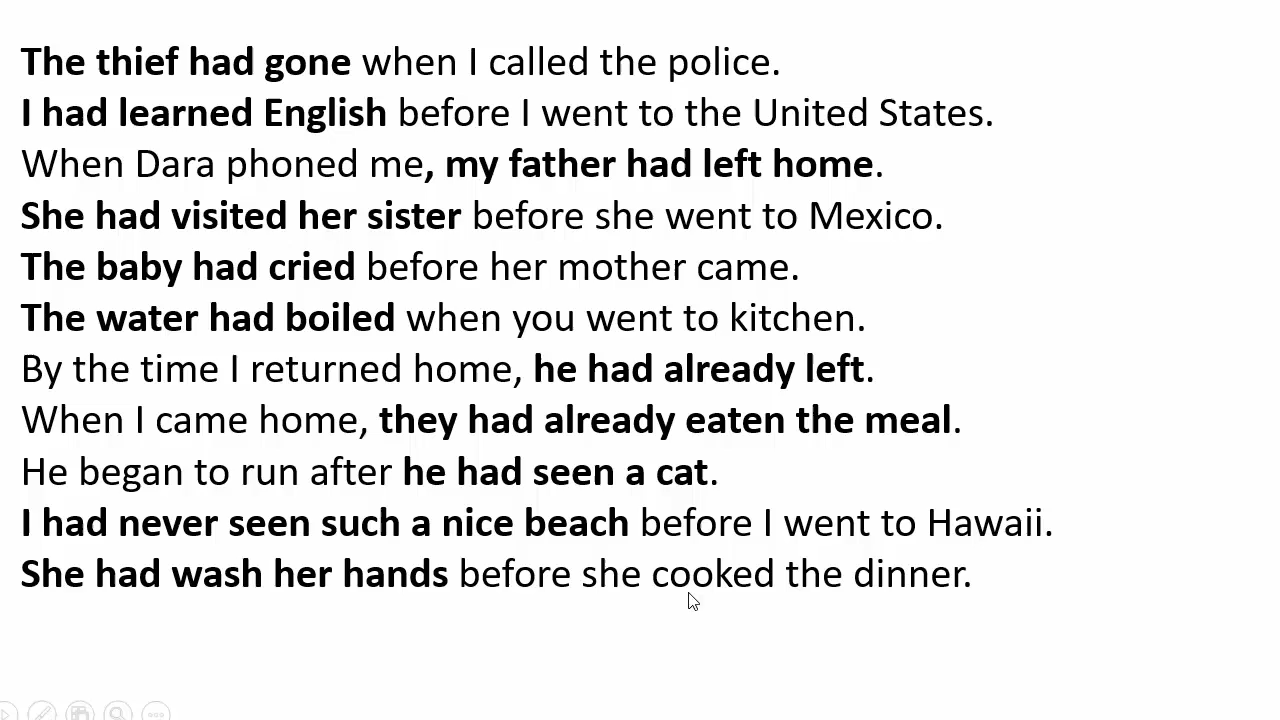 The thief had gone when I called the police.
I had learned English before I went to the United States.
When Dara phoned me, my father had left home.
She had visited her sister before she went to Mexico.
The baby had cried before her mother came.
The water had boiled when you went to kitchen.
By the time I returned home, he had already left.
When I came home, they had already eaten the meal.
He began to run after he had seen a cat.
I had never seen such a nice beach before I went to Hawaii.
She had wash her hands before she cooked the dinner.